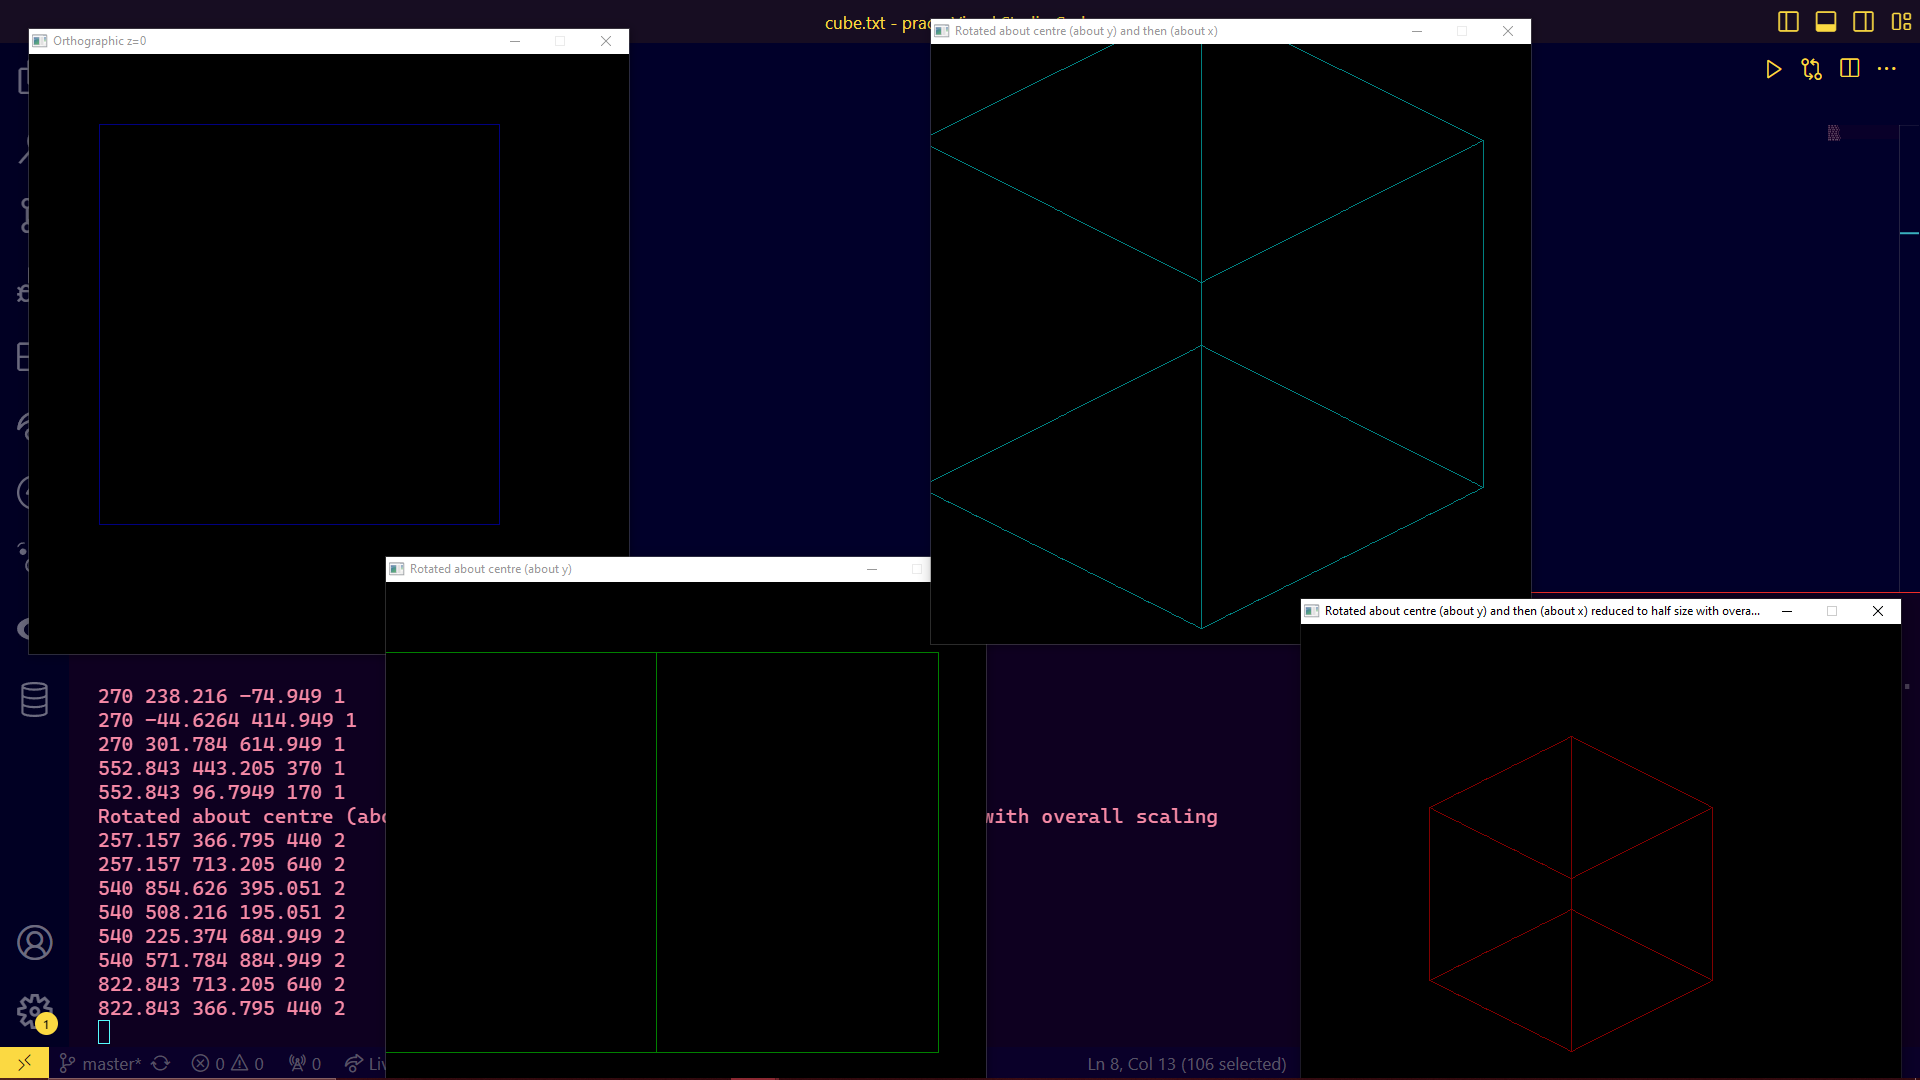 cube.txt - prac
Orthographic z=0
Rotated about centre (about y) and then (about x)
Rotated about centre (about y)
Rotated about centre (about y) and then (about x) reduced to half size with overa...
270 238.216 -74.949 1
270 -44.6264 414.949 1
270 301.784 614.949 1
552.843 443.205 370 1
552.843 96.7949 170 1
Rotated about centre (abo with overall scaling
257.157 366.795 440 2
257.157 713.205 640 2
540 854.626 395.051 2
540 508.216 195.051 2
540 225.374 684.949 2
540 571.784 884.949 2
822.843 713.205 640 2
822.843 366.795 440 2
1
master* 0 0 0 Liv Ln 8, Col 13 (106 selected)